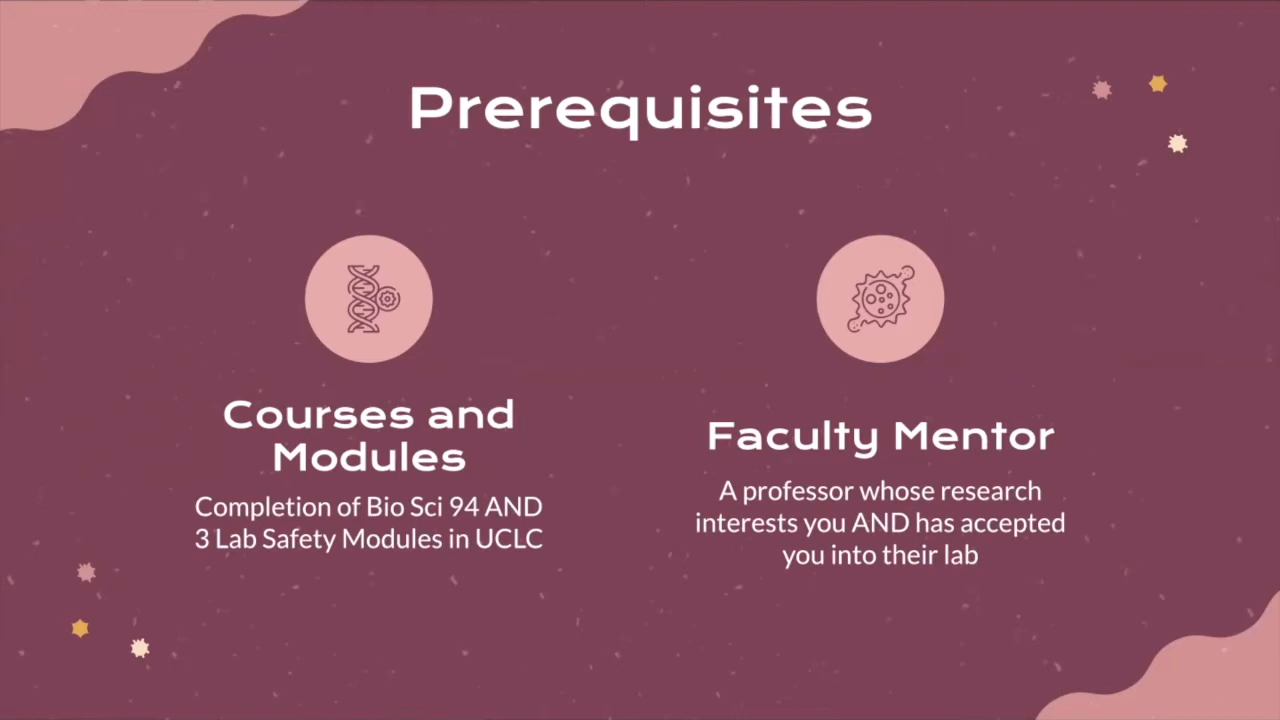 Prerequisites
Courses and
Modules
Completion of Bio Sci 94 AND
3 Lab Safety Modules in UCLC
Faculty Mentor
A professor whose research
interests you AND has accepted
you into their lab